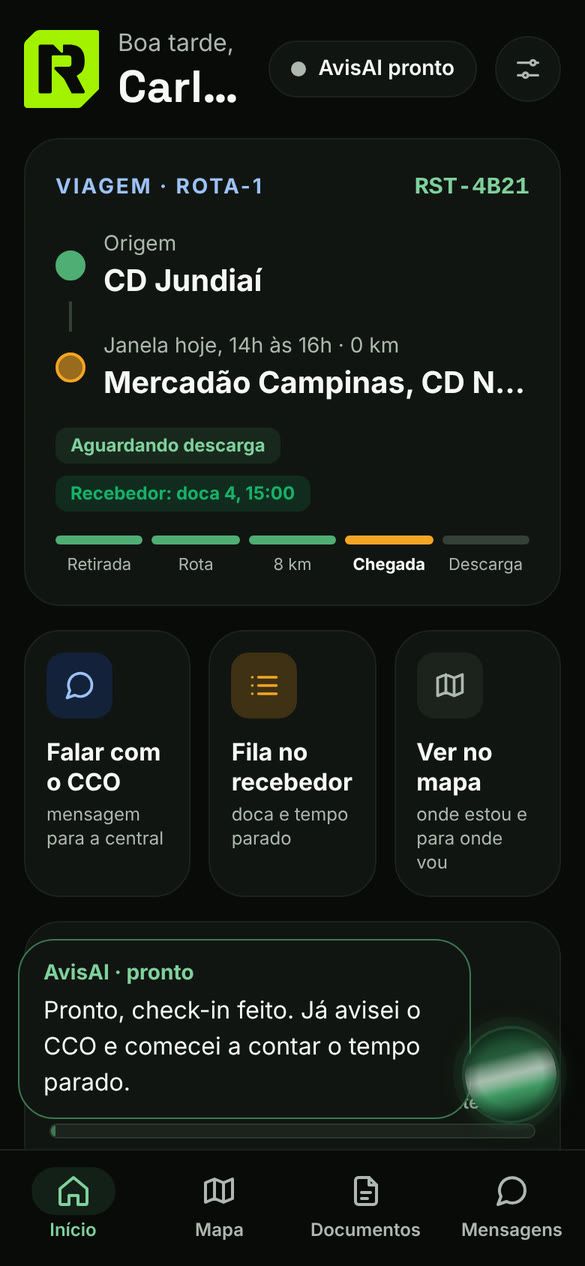 Boa tarde,
Carl...
AvisAI pronto
VIAGEM · ROTA-1
RST-4B21
Origem
CD Jundiaí
Janela hoje, 14h às 16h · 0 km
Mercadão Campinas, CD N...
Aguardando descarga
Recebedor: doca 4, 15:00
Retirada
Rota
8 km
Chegada
Descarga
Falar com
o CCO
mensagem
para a central
Fila no
recebedor
doca e tempo
parado
Ver no
mapa
onde estou e
para onde
vou
AvisAI · pronto
Pronto, check-in feito. Já avisei o
CCO e comecei a contar o tempo
parado.
Início
Mapa
Documentos
Mensagens